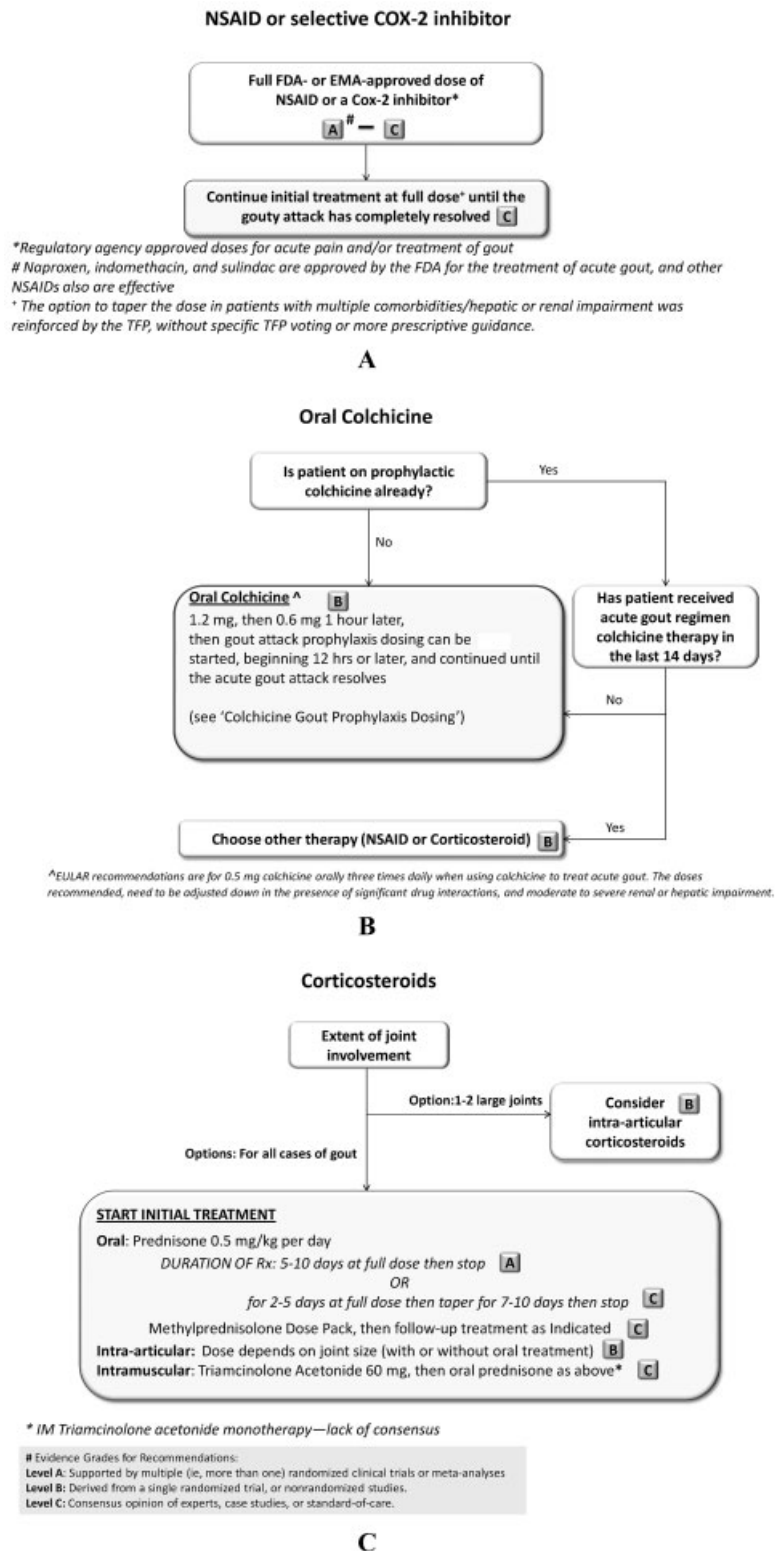 NSAID or selective COX-2 inhibitor
Full FDA- or EMA-approved dose of
NSAID or a Cox-2 inhibitor*
A # – C
Continue initial treatment at full dose⁺ until the
gouty attack has completely resolved C
*Regulatory agency approved doses for acute pain and/or treatment of gout
# Naproxen, indomethacin, and sulindac are approved by the FDA for the treatment of acute gout, and other
NSAIDs also are effective
⁺ The option to taper the dose in patients with multiple comorbidities/hepatic or renal impairment was
reinforced by the TFP, without specific TFP voting or more prescriptive guidance.
A
Oral Colchicine
Is patient on prophylactic
colchicine already?
Yes
No
Oral Colchicine ^ B
1.2 mg, then 0.6 mg 1 hour later,
then gout attack prophylaxis dosing can be
started, beginning 12 hrs or later, and continued until
the acute gout attack resolves
(see ‘Colchicine Gout Prophylaxis Dosing’)
Has patient received
acute gout regimen
colchicine therapy in
the last 14 days?
No
Yes
Choose other therapy (NSAID or Corticosteroid) B
^EULAR recommendations are for 0.5 mg colchicine orally three times daily when using colchicine to treat acute gout. The doses
recommended, need to be adjusted down in the presence of significant drug interactions, and moderate to severe renal or hepatic impairment.
B
Corticosteroids
Extent of joint
involvement
Option:1-2 large joints
Consider B
intra-articular
corticosteroids
Options: For all cases of gout
START INITIAL TREATMENT
Oral: Prednisone 0.5 mg/kg per day
DURATION OF Rx: 5-10 days at full dose then stop A
OR
for 2-5 days at full dose then taper for 7-10 days then stop C
Methylprednisolone Dose Pack, then follow-up treatment as Indicated C
Intra-articular: Dose depends on joint size (with or without oral treatment) B
Intramuscular: Triamcinolone Acetonide 60 mg, then oral prednisone as above* C
* IM Triamcinolone acetonide monotherapy—lack of consensus
# Evidence Grades for Recommendations:
Level A: Supported by multiple (ie, more than one) randomized clinical trials or meta-analyses
Level B: Derived from a single randomized trial, or nonrandomized studies.
Level C: Consensus opinion of experts, case studies, or standard-of-care.
C